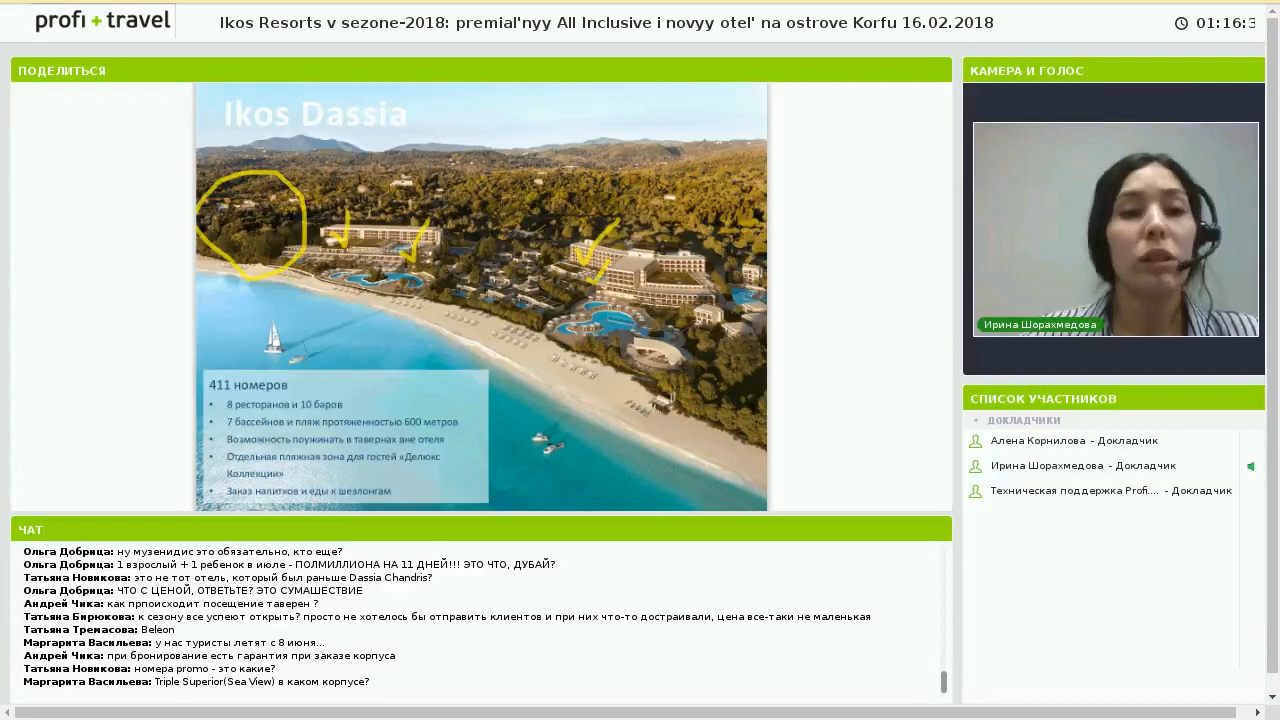 profi + travel
Ikos Resorts v sezone-2018: premial'nyy All Inclusive i novyy otel' na ostrove Korfu 16.02.2018
01:16:3
ПОДЕЛИТЬСЯ
Ikos Dassia
411 номеров
• 8 ресторанов и 10 баров
• 7 бассейнов и пляж протяженностью 600 метров
• Возможность поужинать в тавернах вне отеля
• Отдельная пляжная зона для гостей «Делюкс
Коллекции»
• Заказ напитков и еды к шезлонгам
КАМЕРА И ГОЛОС
Ирина Шорахмедова
СПИСОК УЧАСТНИКОВ
ДОКЛАДЧИКИ
Алена Корнилова - Докладчик
Ирина Шорахмедова - Докладчик
Техническая поддержка Profi.... - Докладчик
ЧАТ
Ольга Добрица: ну музенидис это обязательно, кто еще?
Ольга Добрица: 1 взрослый + 1 ребенок в июле - ПОЛМИЛЛИОНА НА 11 ДНЕЙ!!! ЭТО ЧТО, ДУБАЙ?
Татьяна Новикова: это не тот отель, который был раньше Dassia Chandris?
Ольга Добрица: ЧТО С ЦЕНОЙ, ОТВЕТЬТЕ? ЭТО СУМАШЕСТВИЕ
Андрей Чика: как прпоисходит посещение таверен ?
Татьяна Бирюкова: к сезону все успеют открыть? просто не хотелось бы отправить клиентов и при них что-то достраивали, цена все-таки не маленькая
Татьяна Тремасова: Beleon
Маргарита Васильева: у нас туристы летят с 8 июня...
Андрей Чика: при бронирование есть гарантия при заказе корпуса
Татьяна Новикова: номера promo - это какие?
Маргарита Васильева: Triple Superior(Sea View) в каком корпусе?